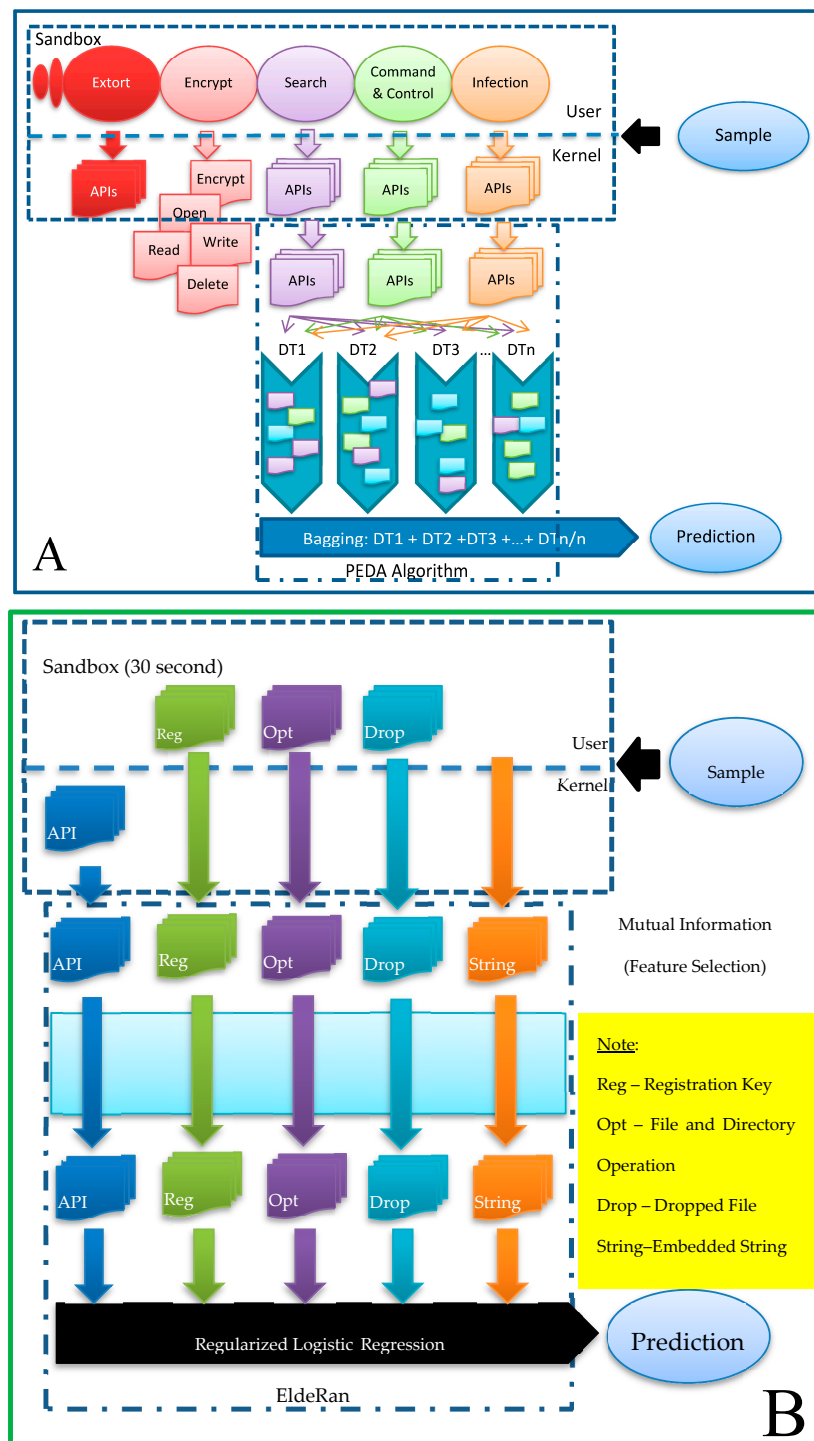 Sandbox
Extort
Encrypt
Search
Command
& Control
Infection
User
Sample
Kernel
APIs
Encrypt
APIs
APIs
APIs
Open
Read
Write
Delete
APIs
APIs
APIs
DT1
DT2
DT3
...
DTn
Bagging: DT1 + DT2 +DT3 +...+ DTn/n
Prediction
PEDA Algorithm
A
Sandbox (30 second)
Reg
Opt
Drop
User
Sample
Kernel
API
API
Reg
Opt
Drop
String
Mutual Information
(Feature Selection)
Note:
Reg – Registration Key
Opt – File and Directory
Operation
Drop – Dropped File
String–Embedded String
API
Reg
Opt
Drop
String
Regularized Logistic Regression
Prediction
EldeRan
B